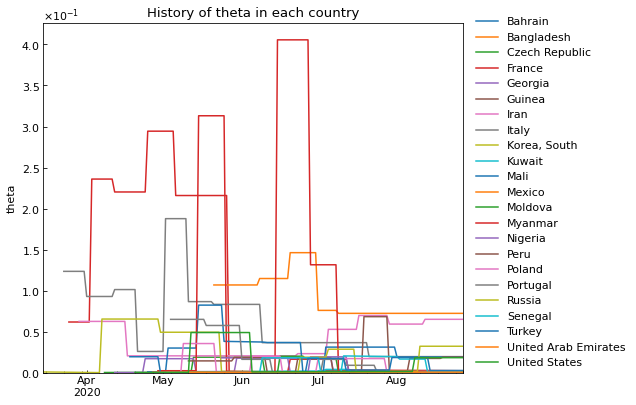 History of theta in each country
×10⁻¹
4.0
3.5
3.0
2.5
2.0
1.5
1.0
0.5
0.0
theta
Apr
2020
May
Jun
Jul
Aug
Bahrain
Bangladesh
Czech Republic
France
Georgia
Guinea
Iran
Italy
Korea, South
Kuwait
Mali
Mexico
Moldova
Myanmar
Nigeria
Peru
Poland
Portugal
Russia
Senegal
Turkey
United Arab Emirates
United States